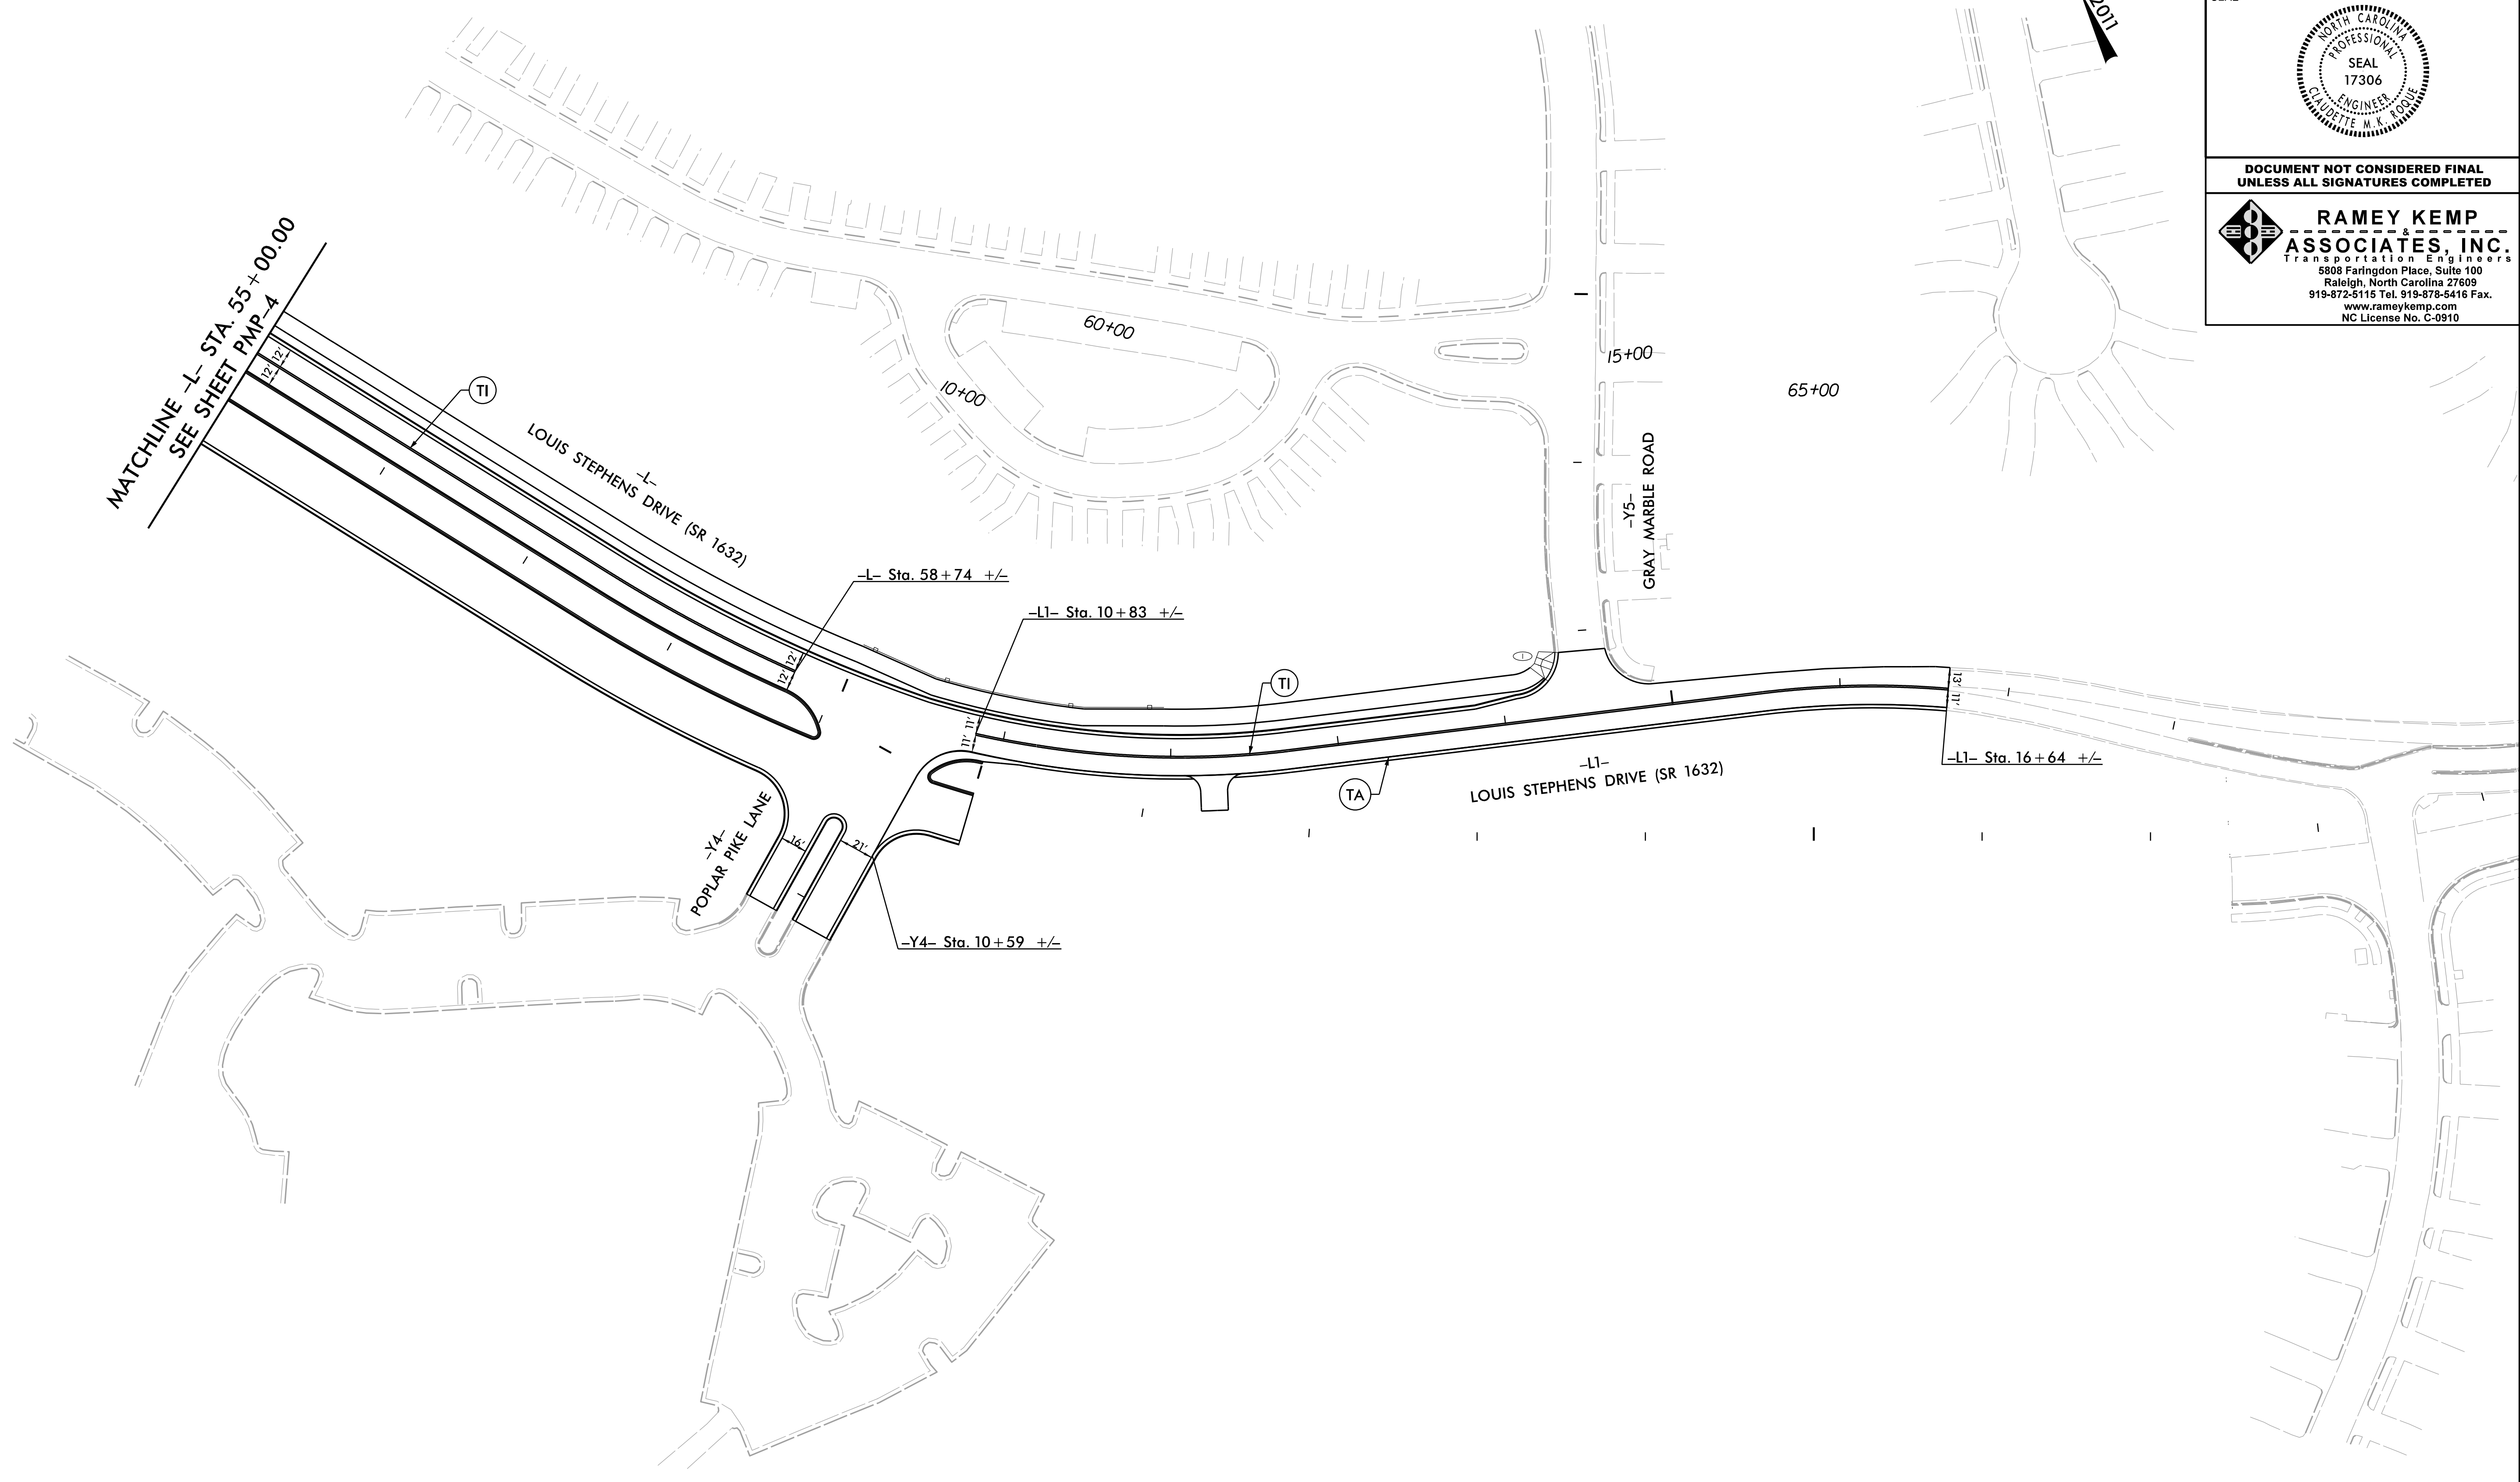 2011
NORTH CAROLINA
PROFESSIONAL
SEAL
17306
ENGINEER
CLAUDETTE M.K. ROQUE
DOCUMENT NOT CONSIDERED FINAL
UNLESS ALL SIGNATURES COMPLETED
RAMEY KEMP
&
ASSOCIATES, INC.
Transportation Engineers
5808 Faringdon Place, Suite 100
Raleigh, North Carolina 27609
919-872-5115 Tel. 919-878-5416 Fax.
www.rameykemp.com
NC License No. C-0910
MATCHLINE -L- STA. 55+00.00
SEE SHEET PMP-4
12'
12'
TI
-L-
LOUIS STEPHENS DRIVE (SR 1632)
60+00
10+00
15+00
65+00
-Y5-
GRAY MARBLE ROAD
-L- Sta. 58+74 +/-
-L1- Sta. 10+83 +/-
12'
12'
11'
11'
TI
13'
11'
-L1- Sta. 16+64 +/-
TA
-L1-
LOUIS STEPHENS DRIVE (SR 1632)
-Y4-
POPLAR PIKE LANE
16'
21'
-Y4- Sta. 10+59 +/-